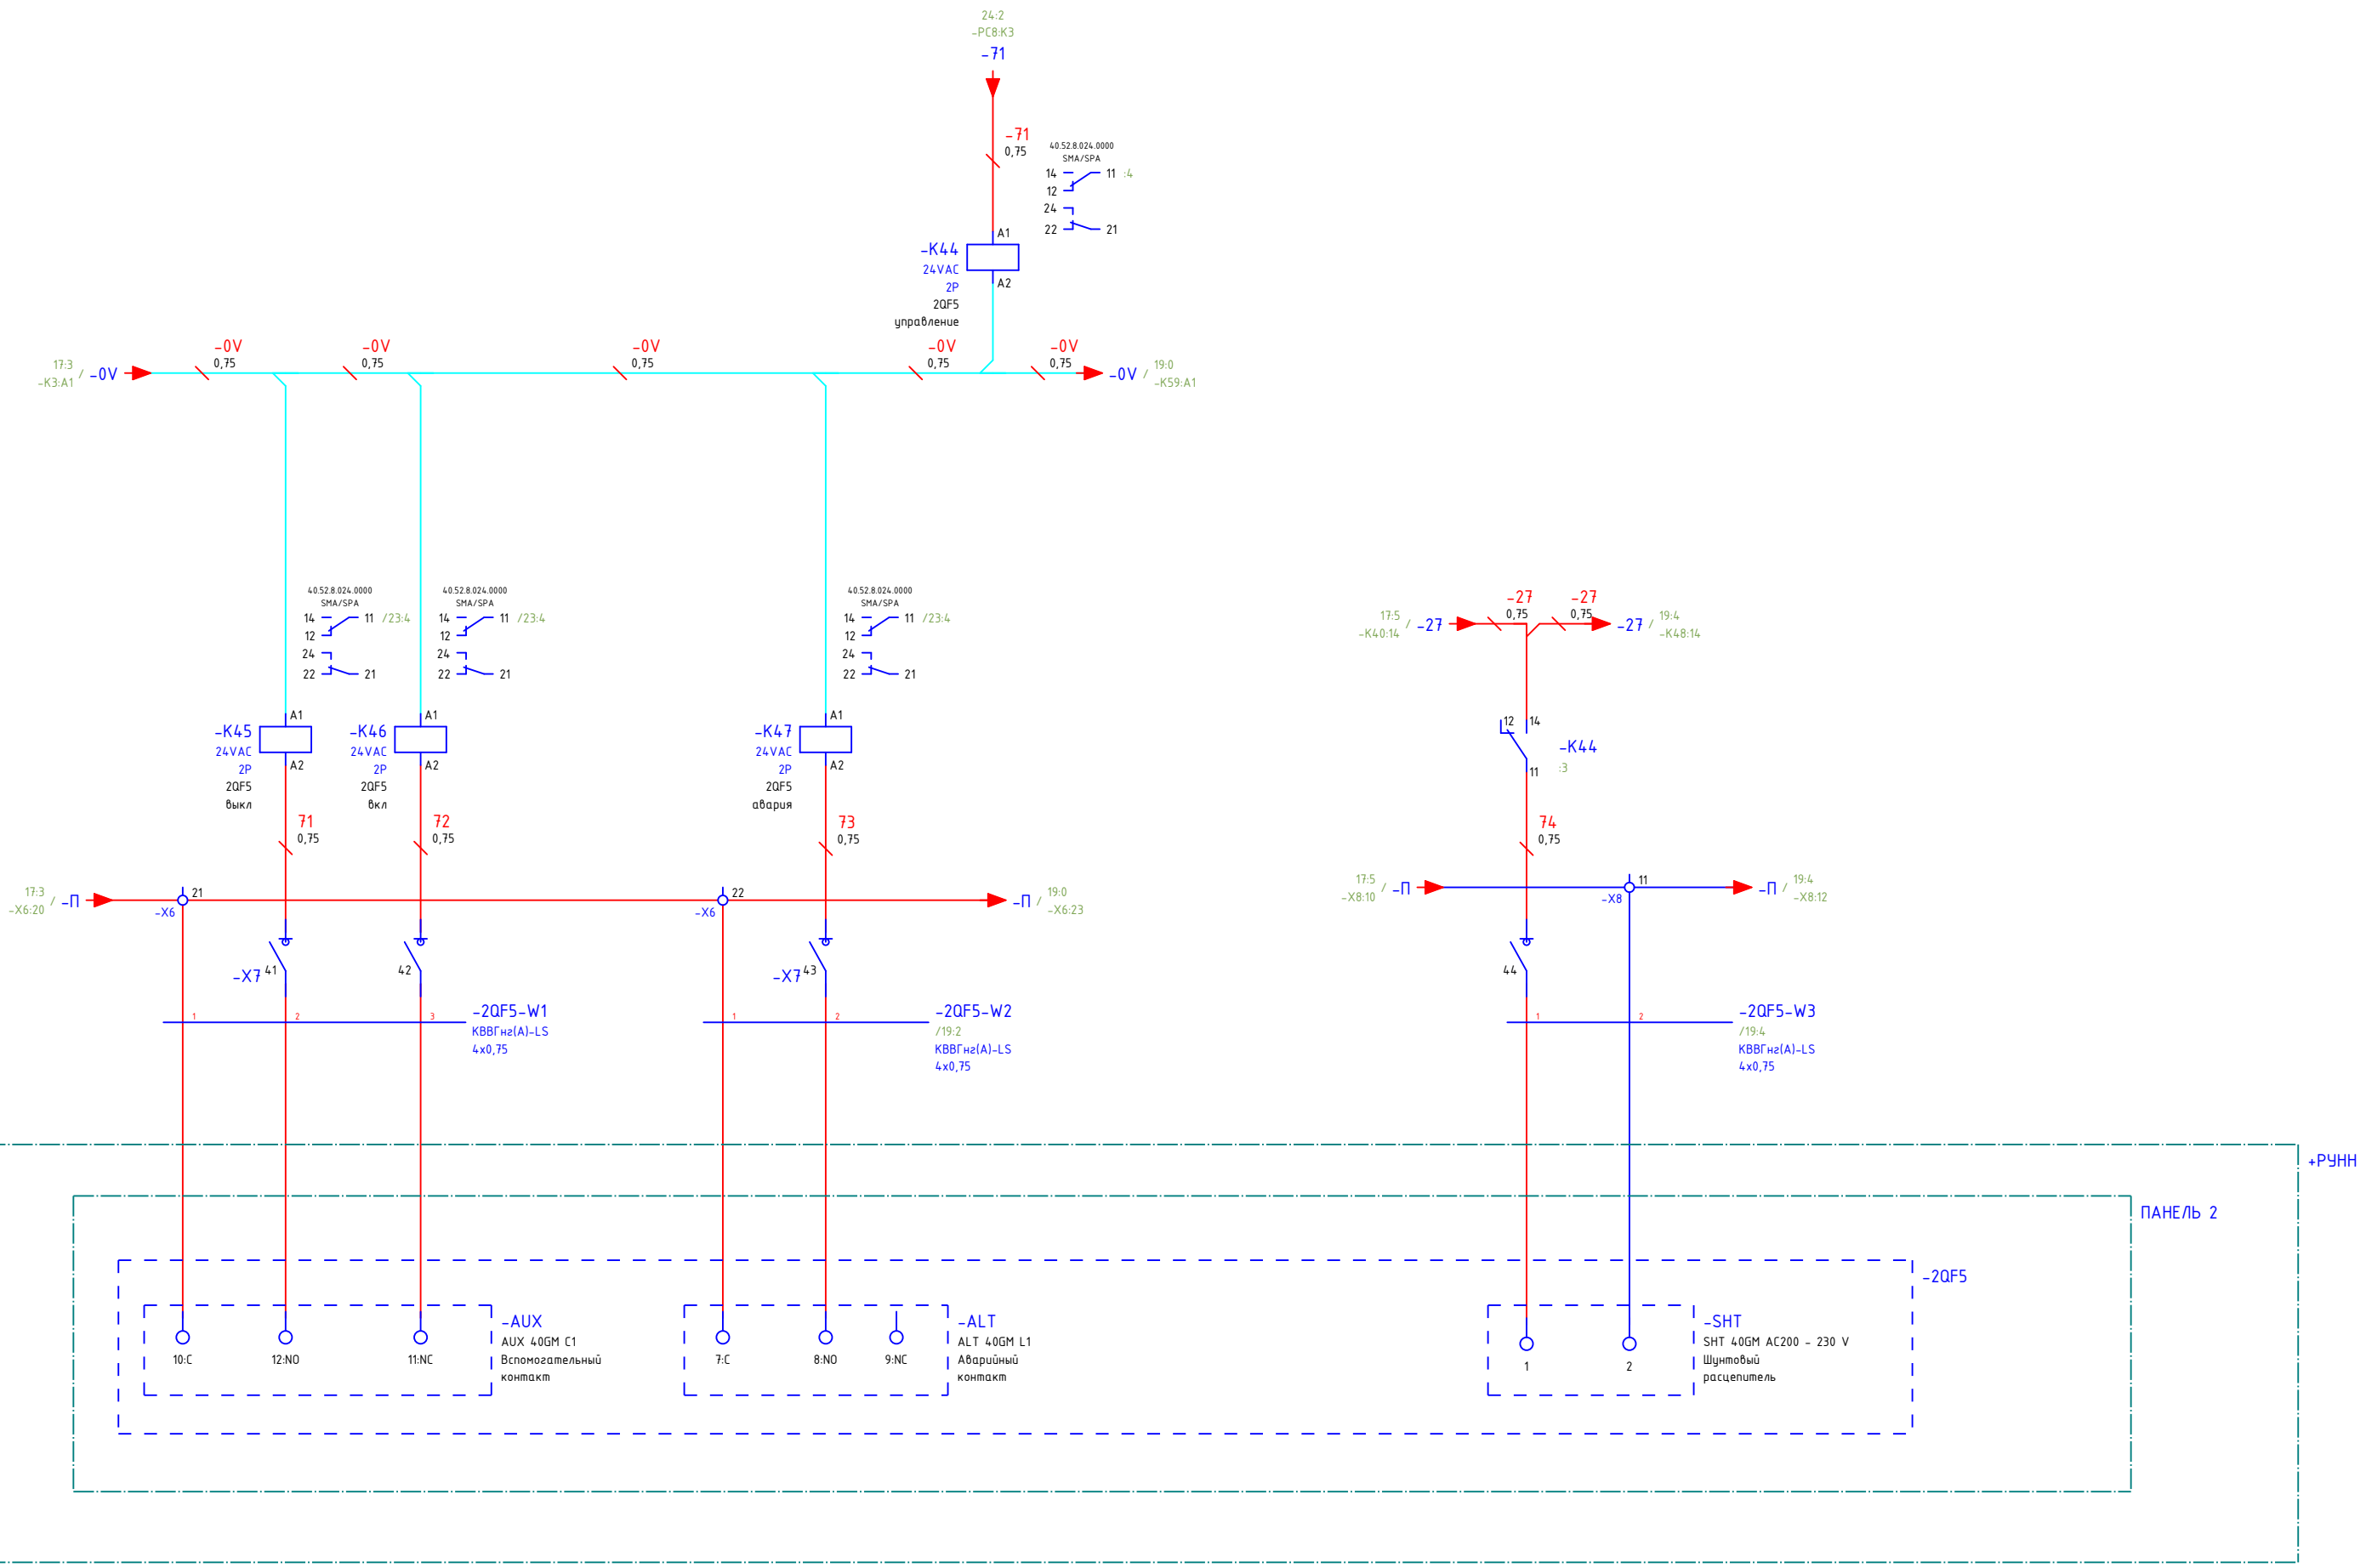 24:2
-PC8:K3
-71
-71
0,75
40.52.8.024.0000
SMA/SPA
14
11 :4
12
24
22
21
A1
-K44
24VAC
2P
2QF5
управление
A2
17:3
-K3:A1
/ -0V
-0V
0,75
-0V
0,75
-0V
0,75
-0V
0,75
-0V
0,75
-0V /
19:0
-K59:A1
40.52.8.024.0000
SMA/SPA
14
11 /23:4
12
24
22
21
40.52.8.024.0000
SMA/SPA
14
11 /23:4
12
24
22
21
40.52.8.024.0000
SMA/SPA
14
11 /23:4
12
24
22
21
17:5
-K40:14
/ -27
-27
0,75
-27
0,75
-27 /
19:4
-K48:14
A1
-K45
24VAC
2P
2QF5
выкл
A2
A1
-K46
24VAC
2P
2QF5
вкл
A2
A1
-K47
24VAC
2P
2QF5
авария
A2
12
14
-K44
:3
11
71
0,75
72
0,75
73
0,75
74
0,75
17:3
-X6:20
/ -П
21
-X6
22
-X6
-П /
19:0
-X6:23
17:5
-X8:10
/ -П
11
-X8
-П /
19:4
-X8:12
-X7
41
42
-X7
43
44
1
2
3
-2QF5-W1
КВВГнг(А)-LS
4x0,75
1
2
-2QF5-W2
/19:2
КВВГнг(А)-LS
4x0,75
1
2
-2QF5-W3
/19:4
КВВГнг(А)-LS
4x0,75
+РУНН
ПАНЕЛЬ 2
-2QF5
10:C
12:NO
11:NC
-AUX
AUX 40GM C1
Вспомогательный
контакт
7:C
8:NO
9:NC
-ALT
ALT 40GM L1
Аварийный
контакт
1
2
-SHT
SHT 40GM AC200 - 230 V
Шунтовый
расцепитель